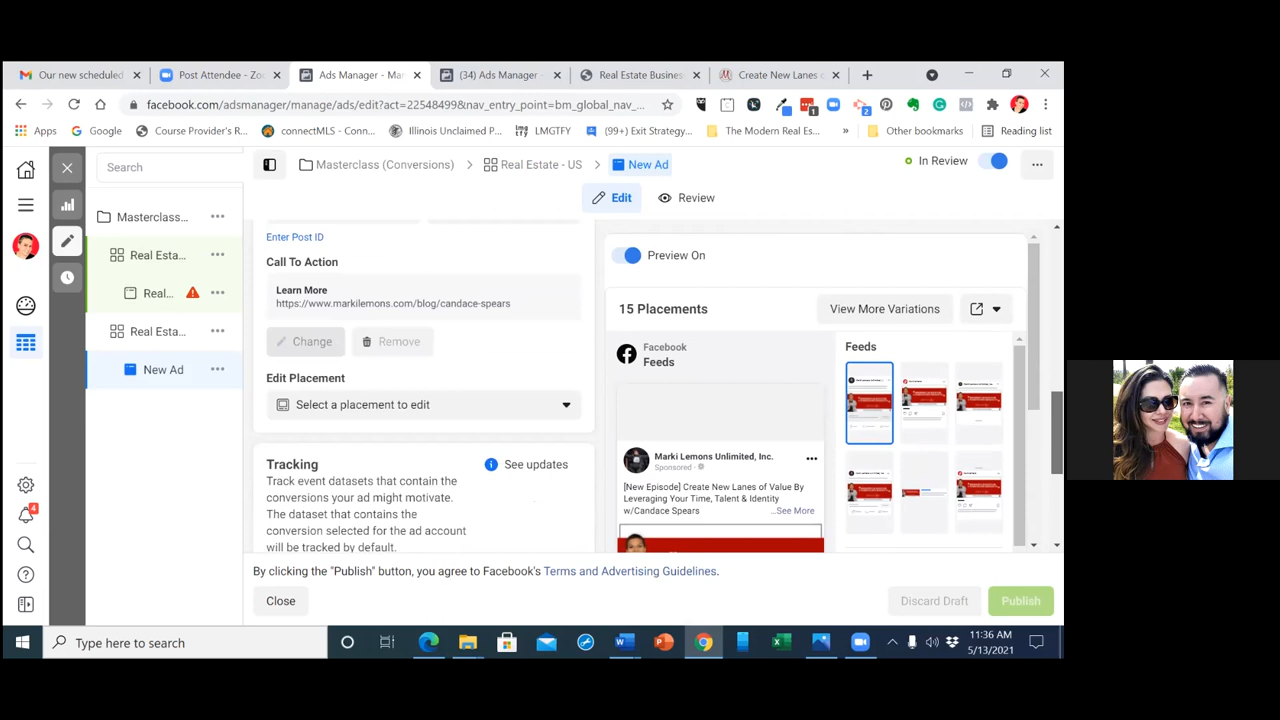 Our new scheduled
Post Attendee - Zoo
Ads Manager - Mar
(34) Ads Manager -
Real Estate Busines
Create New Lanes o
facebook.com/adsmanager/manage/ads/edit?act=225484998&nav_entry_point=bm_global_nav_...
1
2
Apps
Google
Course Provider's R...
connectMLS - Conn...
Illinois Unclaimed P...
LMGTFY
(99+) Exit Strategy...
The Modern Real Es...
»
Other bookmarks
Reading list
Search
Masterclass (Conversions)
Real Estate - US
New Ad
In Review
Edit
Review
Masterclass...
Real Esta...
Real...
Real Esta...
New Ad
4
Enter Post ID
Call To Action
Learn More
https://www.markilemons.com/blog/candace-spears
Change
Remove
Edit Placement
Select a placement to edit
Tracking
See updates
Track event datasets that contain the
conversions your ad might motivate.
The dataset that contains the
conversion selected for the ad account
will be tracked by default.
Preview On
15 Placements
View More Variations
Facebook
Feeds
Feeds
Marki Lemons Unlimited, Inc.
Sponsored ·
[New Episode] Create New Lanes of Value By
Leveraging Your Time, Talent & Identity
w/Candace Spears
...See More
By clicking the "Publish" button, you agree to Facebook's Terms and Advertising Guidelines.
Close
Discard Draft
Publish
Type here to search
11:36 AM
5/13/2021